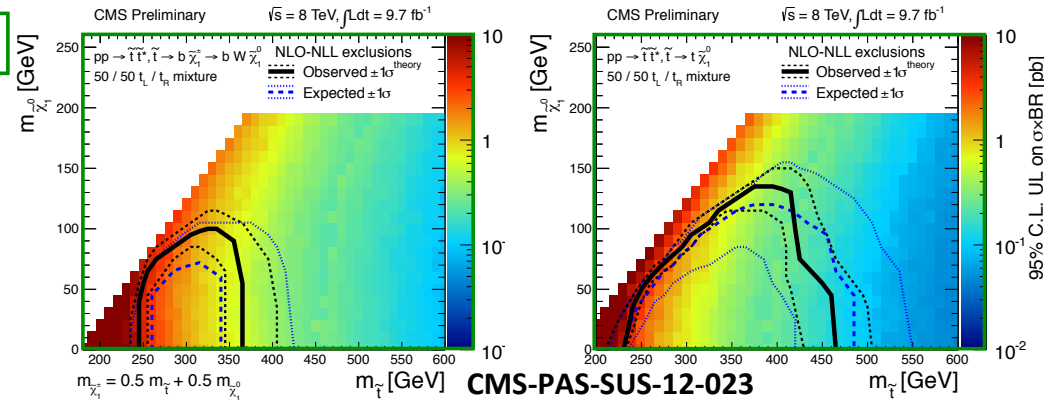 CMS Preliminary
√s = 8 TeV, ∫Ldt = 9.7 fb⁻¹
pp → t̃ t̃*, t̃ → b χ̃₁± → b W χ̃₁⁰
50 / 50 t_L / t_R mixture
NLO-NLL exclusions
Observed ±1σ^theory
Expected ±1σ
m_χ̃₁⁰ [GeV]
250
200
150
100
50
0
200 250 300 350 400 450 500 550 600
m_t̃ [GeV]
m_χ̃₁± = 0.5 m_t̃ + 0.5 m_χ̃₁⁰
10
1
10⁻
10⁻
CMS Preliminary
√s = 8 TeV, ∫Ldt = 9.7 fb⁻¹
pp → t̃ t̃*, t̃ → t χ̃₁⁰
50 / 50 t_L / t_R mixture
NLO-NLL exclusions
Observed ±1σ^theory
Expected ±1σ
m_χ̃₁⁰ [GeV]
250
200
150
100
50
0
200 250 300 350 400 450 500 550 600
m_t̃ [GeV]
10
1
10⁻¹
10⁻²
95% C.L. UL on σ×BR [pb]
CMS-PAS-SUS-12-023